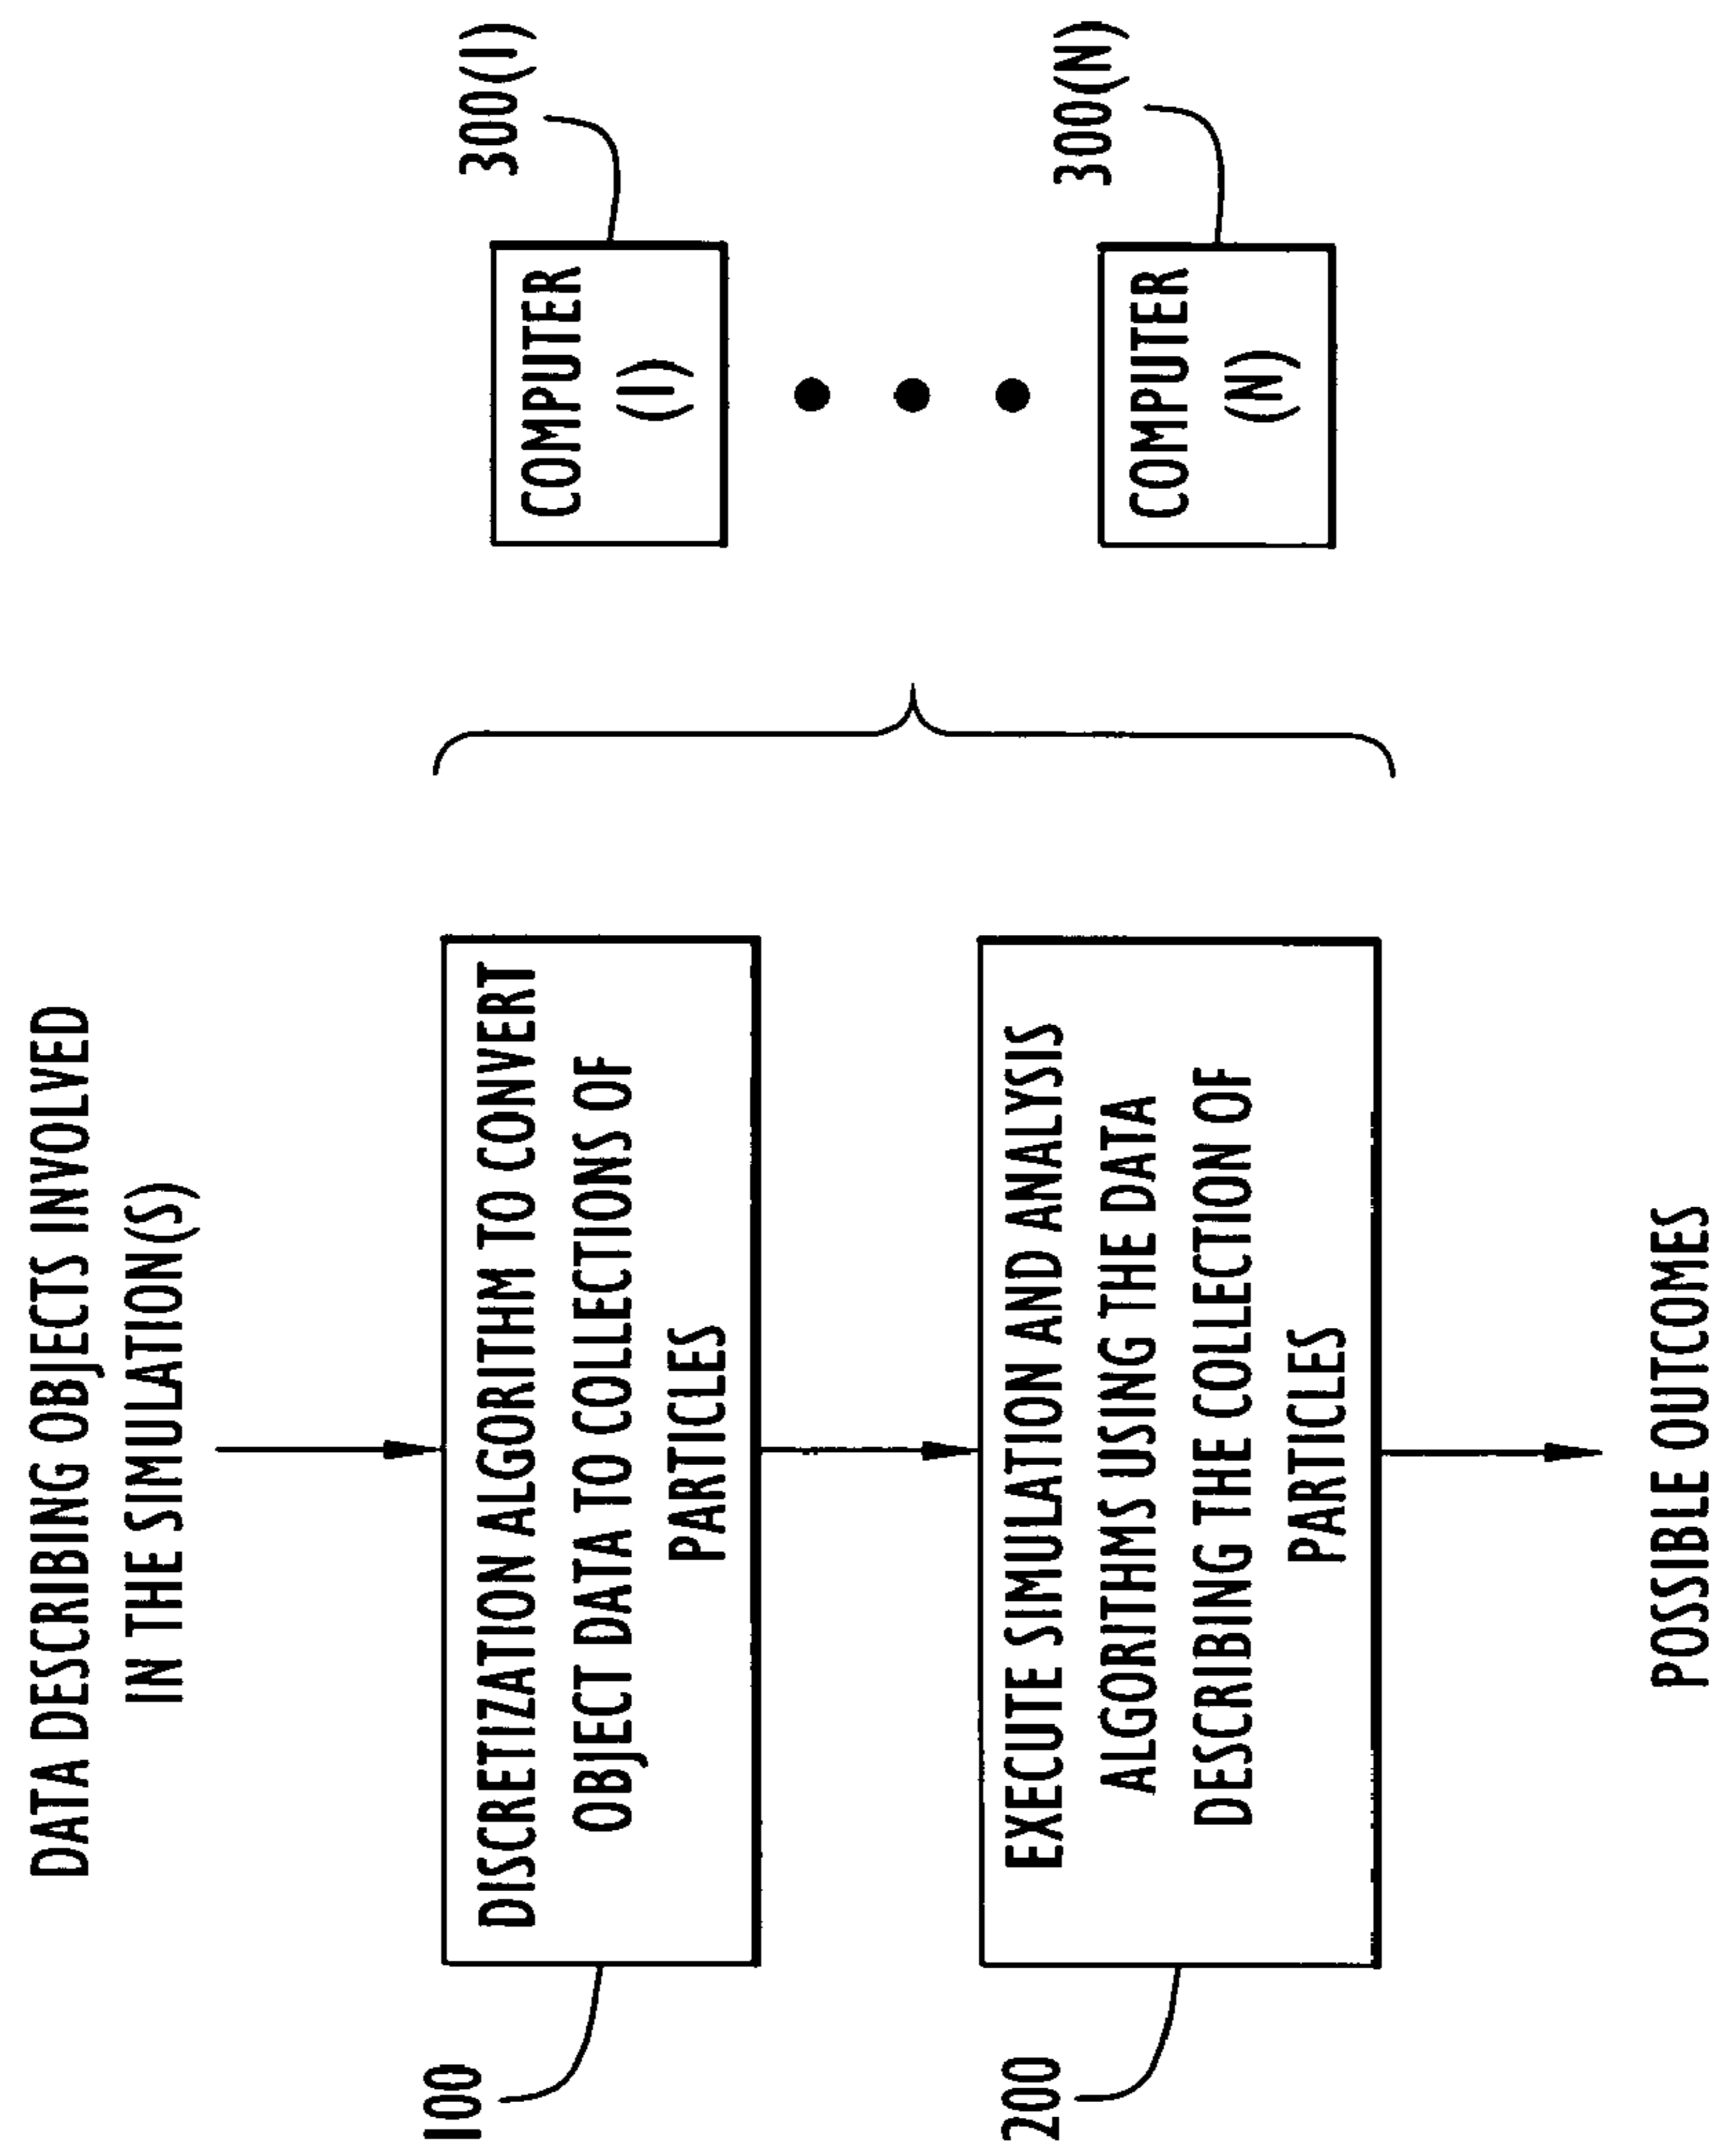 DATA DESCRIBING OBJECTS INVOLVED
IN THE SIMULATION(S)
100
DISCRETIZATION ALGORITHM TO CONVERT
OBJECT DATA TO COLLECTIONS OF
PARTICLES
200
EXECUTE SIMULATION AND ANALYSIS
ALGORITHMS USING THE DATA
DESCRIBING THE COLLECTION OF
PARTICLES
POSSIBLE OUTCOMES
300(1)
COMPUTER
(1)
300(N)
COMPUTER
(N)